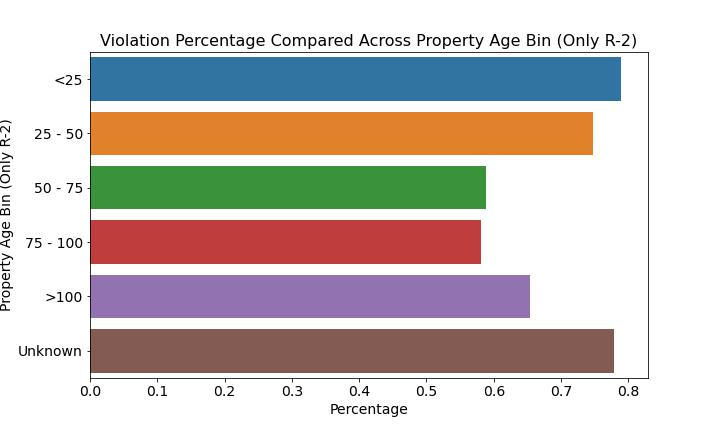 Violation Percentage Compared Across Property Age Bin (Only R-2)
Property Age Bin (Only R-2)
<25
25 - 50
50 - 75
75 - 100
>100
Unknown
0.0 0.1 0.2 0.3 0.4 0.5 0.6 0.7 0.8
Percentage